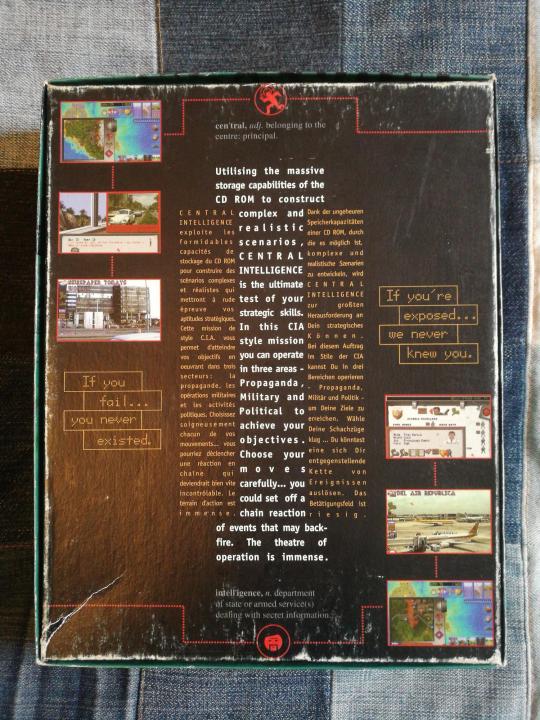 cen'tral, adj. belonging to the
centre: principal.
Utilising the massive
storage capabilities of the
CD ROM to construct
complex and
realistic
scenarios,
CENTRAL
INTELLIGENCE
is the ultimate
test of your
strategic skills.
In this CIA
style mission
you can operate
in three areas -
Propaganda,
Military and
Political to
achieve your
objectives.
Choose your
moves
carefully... you
could set off a
chain reaction
of events that may back-
fire. The theatre of
operation is immense.
CENTRAL
INTELLIGENCE
exploite les
formidables
capacités de
stockage du CD ROM
pour construire des
scénarios complexes
et réalistes qui
mettront à rude
épreuve vos
aptitudes stratégiques.
Cette mission de
style C.I.A. vous
permet d'atteindre
vos objectifs en
oeuvrant dans trois
secteurs: la
propagande, les
opérations militaires
et les activités
politiques. Choisissez
soigneusement
chacun de vos
mouvements... vous
pourriez déclencher
une réaction en
chaîne qui
deviendrait bien vite
incontrôlable. Le
terrain d'action est
immense.
Dank der ungeheuren
Speicherkapazitäten
einer CD ROM, durch
die es möglich ist,
komplexe und
realistische Szenarien
zu entwickeln, wird
CENTRAL
INTELLIGENCE
zur größten
Herausforderung an
Dein strategisches
Können.
Bei diesem Auftrag
im Stile der CIA
kannst Du in drei
Bereichen operieren
- Propaganda,
Militär und Politik -
um Deine Ziele zu
erreichen. Wähle
Deine Schachzüge
klug ... Du könntest
eine sich Dir
entgegenstellende
Kette von
Ereignissen
auslösen. Das
Betätigungsfeld ist
riesig.
If you
fail...
you never
existed.
If you're
exposed...
we never
knew you.
intelligence, n. department
of state or armed service(s)
dealing with secret information.